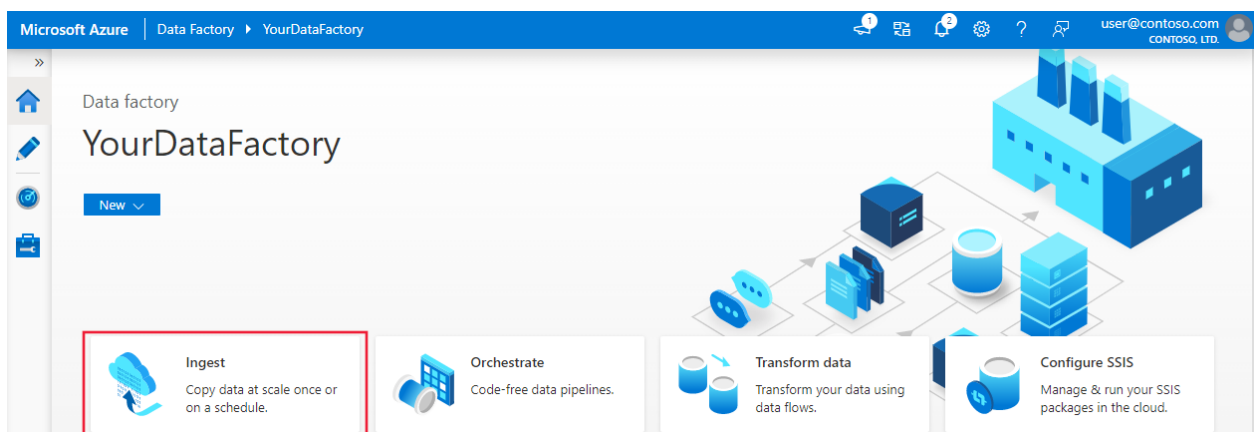 Microsoft Azure Data Factory YourDataFactory 1 2 ? user@contoso.com
CONTOSO, LTD.
Data factory
YourDataFactory
New
Ingest
Copy data at scale once or
on a schedule.
Orchestrate
Code-free data pipelines.
Transform data
Transform your data using
data flows.
Configure SSIS
Manage & run your SSIS
packages in the cloud.